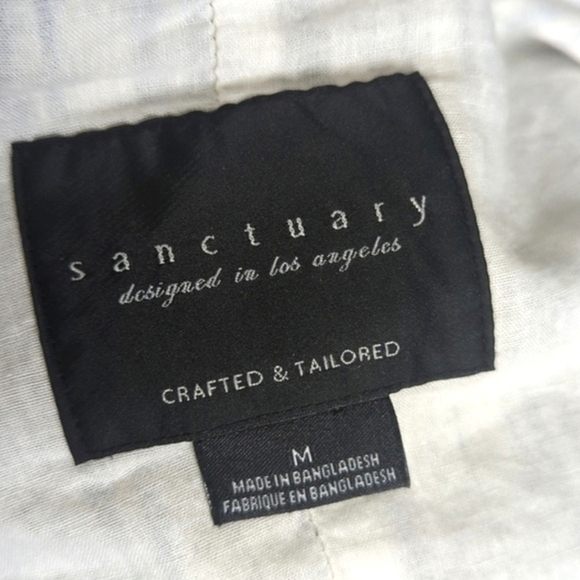 sanctuary
designed in los angeles
CRAFTED & TAILORED
M
MADE IN BANGLADESH
FABRIQUE EN BANGLADESH